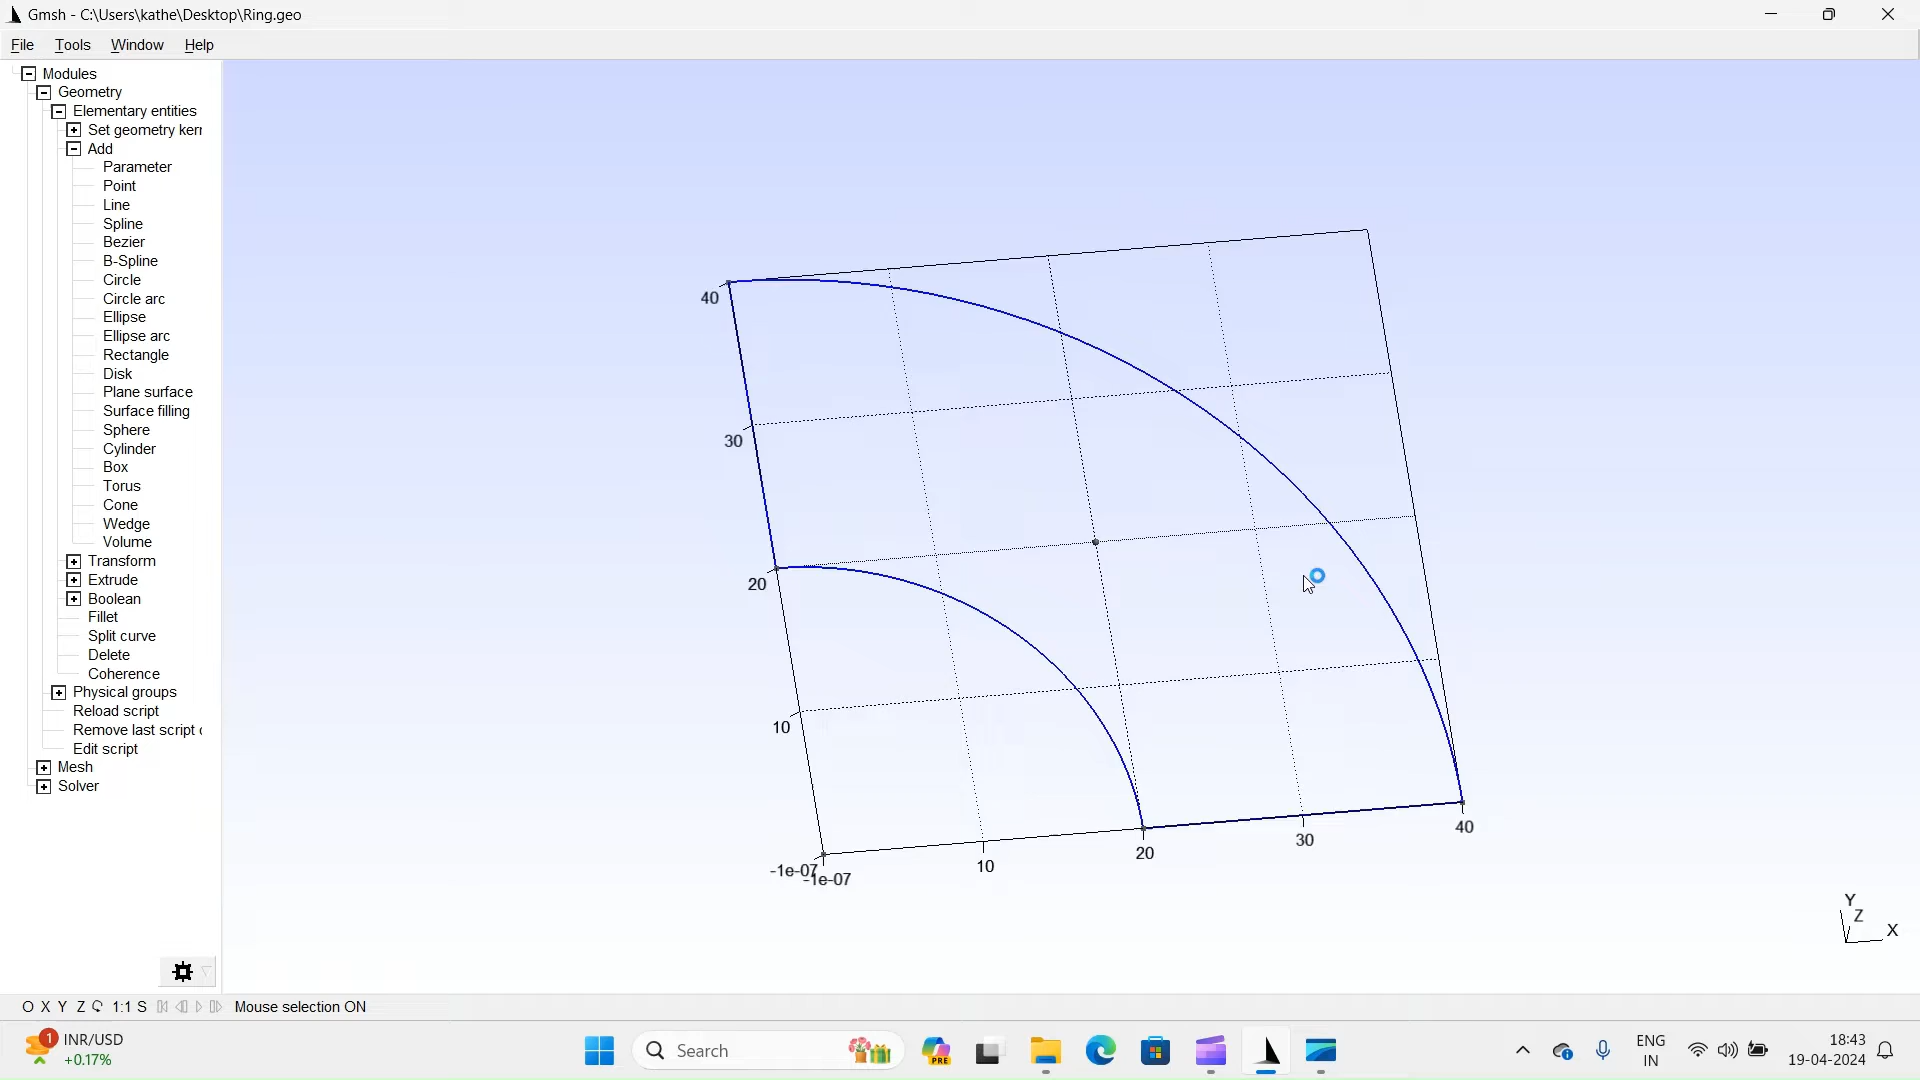 Gmsh - C:\Users\kathe\Desktop\Ring.geo
File Tools Window Help
Modules
Geometry
Elementary entities
Set geometry kerr
Add
Parameter
Point
Line
Spline
Bezier
B-Spline
Circle
Circle arc
Ellipse
Ellipse arc
Rectangle
Disk
Plane surface
Surface filling
Sphere
Cylinder
Box
Torus
Cone
Wedge
Volume
Transform
Extrude
Boolean
Fillet
Split curve
Delete
Coherence
Physical groups
Reload script
Remove last script
Edit script
Mesh
Solver
40
30
20
10
-1e-07
-1e-07
10
20
30
40
Y
Z
X
O X Y Z 1:1 S Mouse selection ON
1 INR/USD
+0.17%
Search
PRE
ENG
IN
18:43
19-04-2024